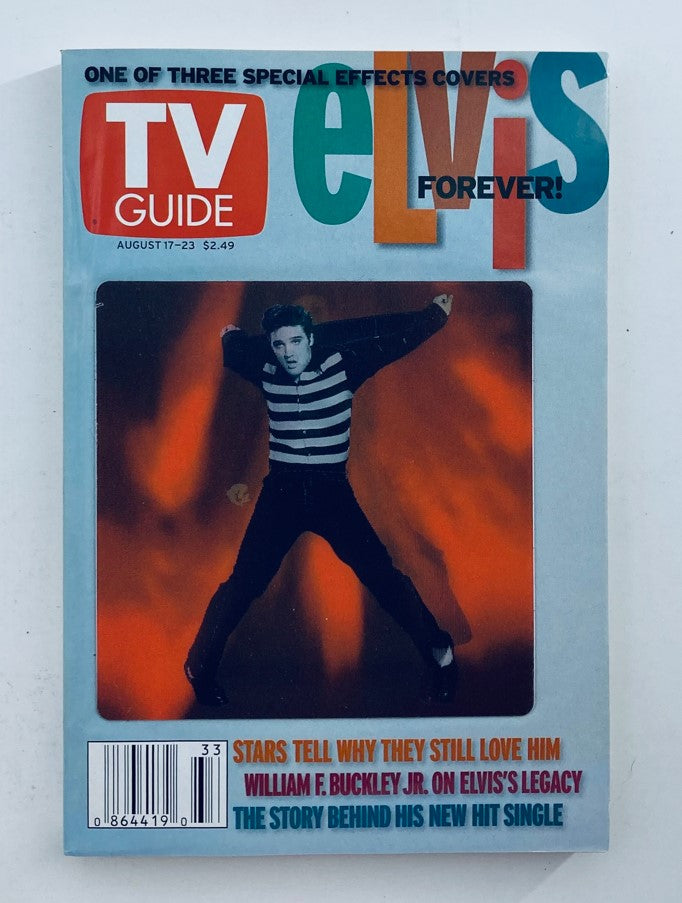 ONE OF THREE SPECIAL EFFECTS COVERS
TV
GUIDE
AUGUST 17–23 $2.49
eLViS
FOREVER!
33
0 864419 0
STARS TELL WHY THEY STILL LOVE HIM
WILLIAM F. BUCKLEY JR. ON ELVIS'S LEGACY
THE STORY BEHIND HIS NEW HIT SINGLE